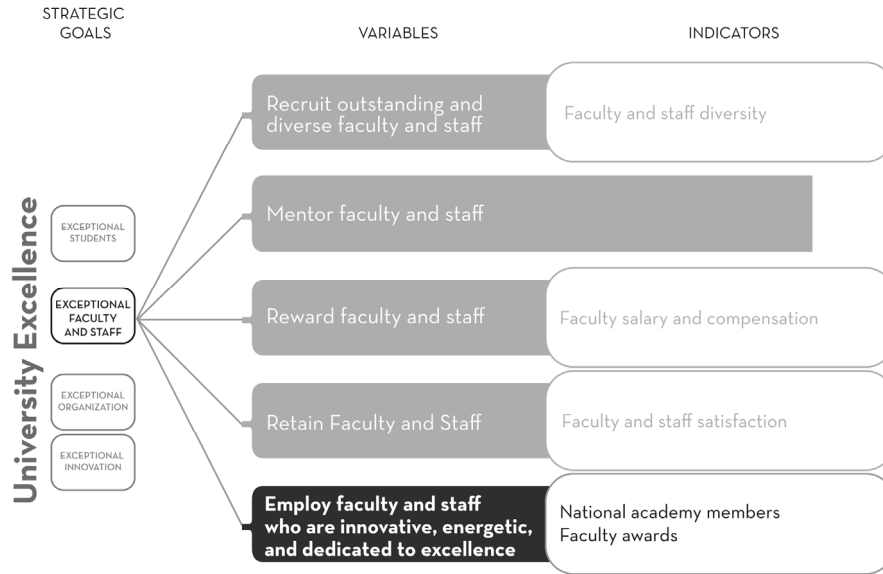 STRATEGIC
GOALS
VARIABLES
INDICATORS
University Excellence
EXCEPTIONAL
STUDENTS
EXCEPTIONAL
FACULTY
AND STAFF
EXCEPTIONAL
ORGANIZATION
EXCEPTIONAL
INNOVATION
Recruit outstanding and
diverse faculty and staff
Faculty and staff diversity
Mentor faculty and staff
Reward faculty and staff
Faculty salary and compensation
Retain Faculty and Staff
Faculty and staff satisfaction
Employ faculty and staff
who are innovative, energetic,
and dedicated to excellence
National academy members
Faculty awards